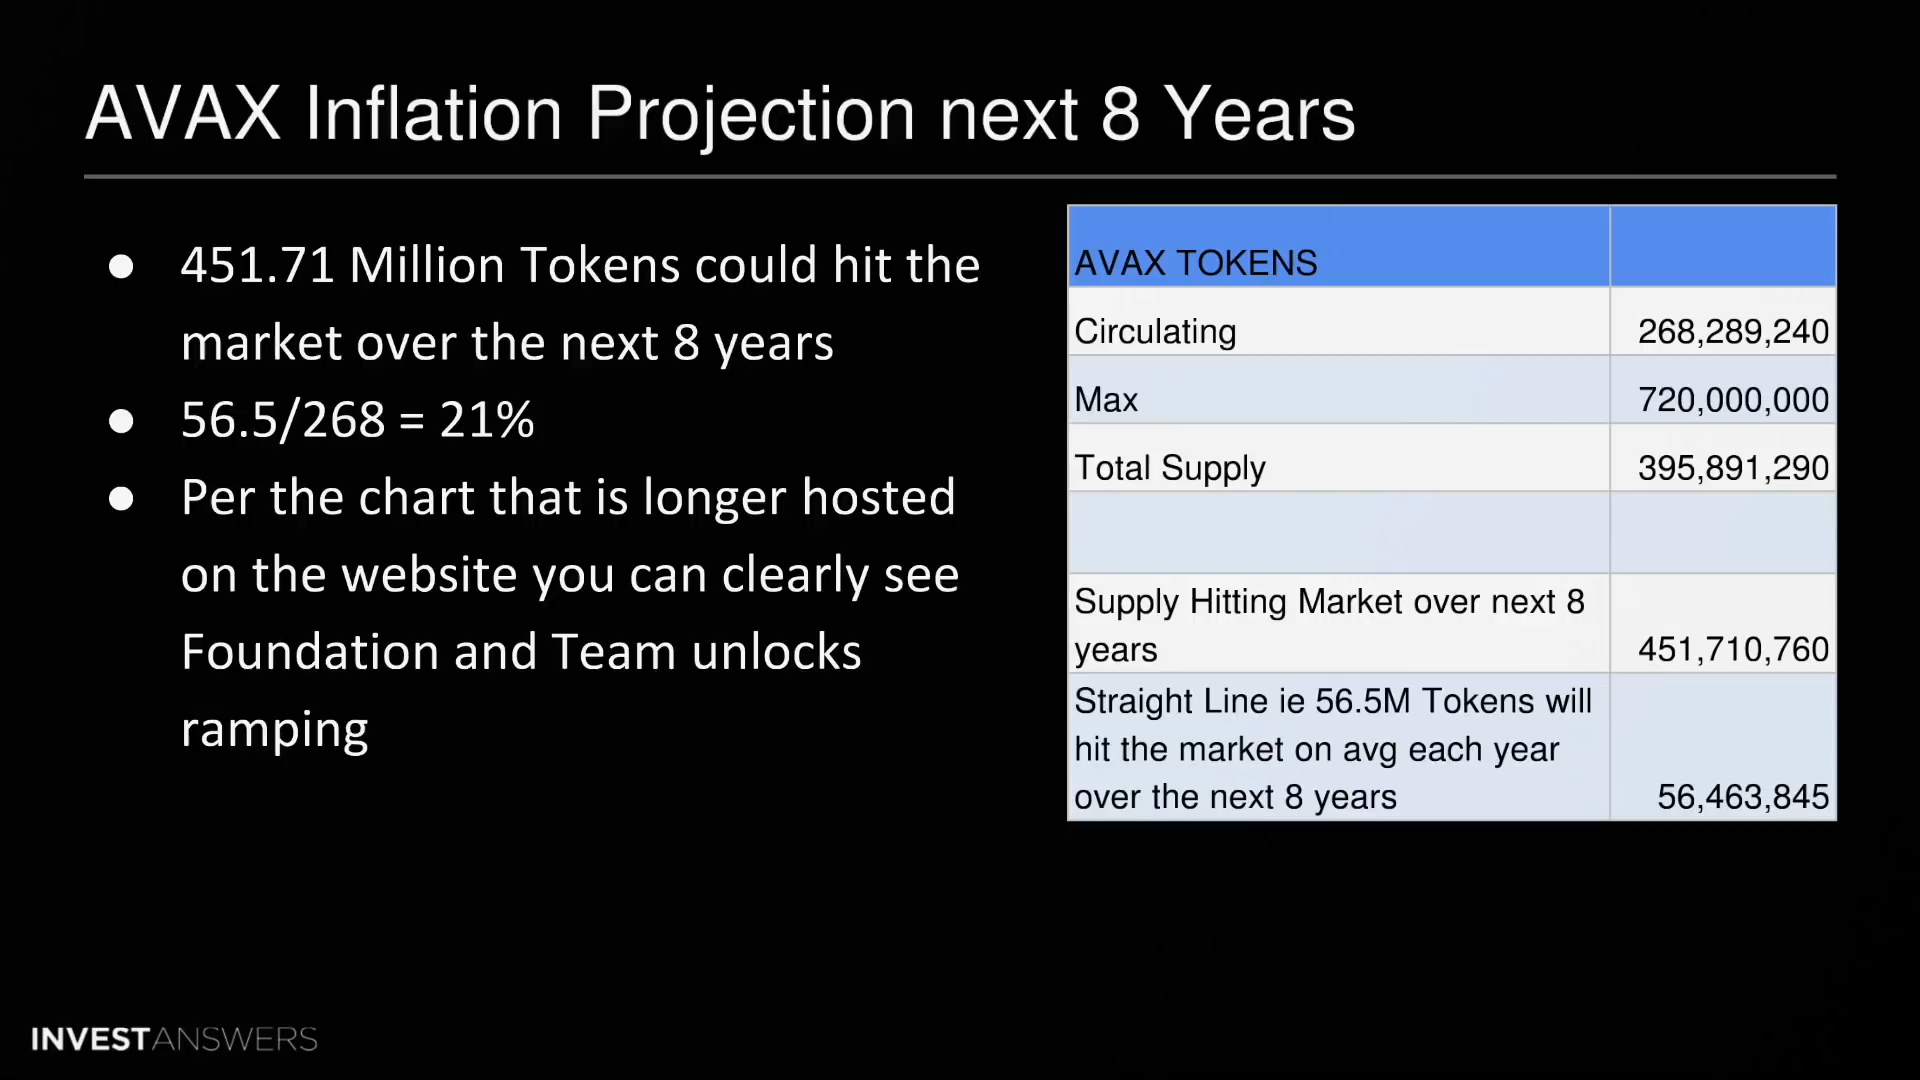 AVAX Inflation Projection next 8 Years
● 451.71 Million Tokens could hit the
market over the next 8 years
● 56.5/268 = 21%
● Per the chart that is longer hosted
on the website you can clearly see
Foundation and Team unlocks
ramping
AVAX TOKENS
Circulating 268,289,240
Max 720,000,000
Total Supply 395,891,290
Supply Hitting Market over next 8
years 451,710,760
Straight Line ie 56.5M Tokens will
hit the market on avg each year
over the next 8 years 56,463,845
INVESTANSWERS